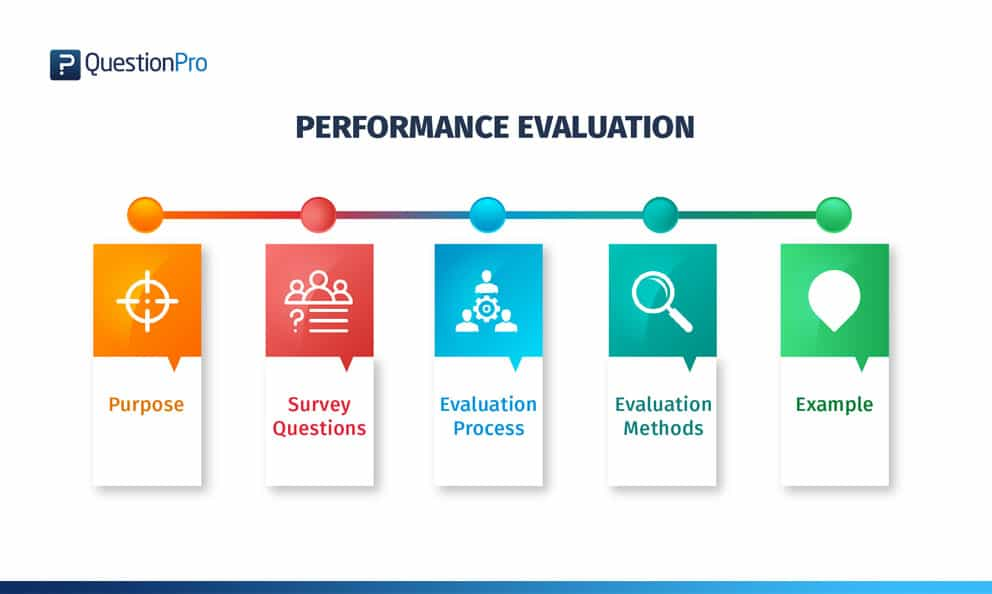 QuestionPro
PERFORMANCE EVALUATION
Purpose
Survey
Questions
Evaluation
Process
Evaluation
Methods
Example